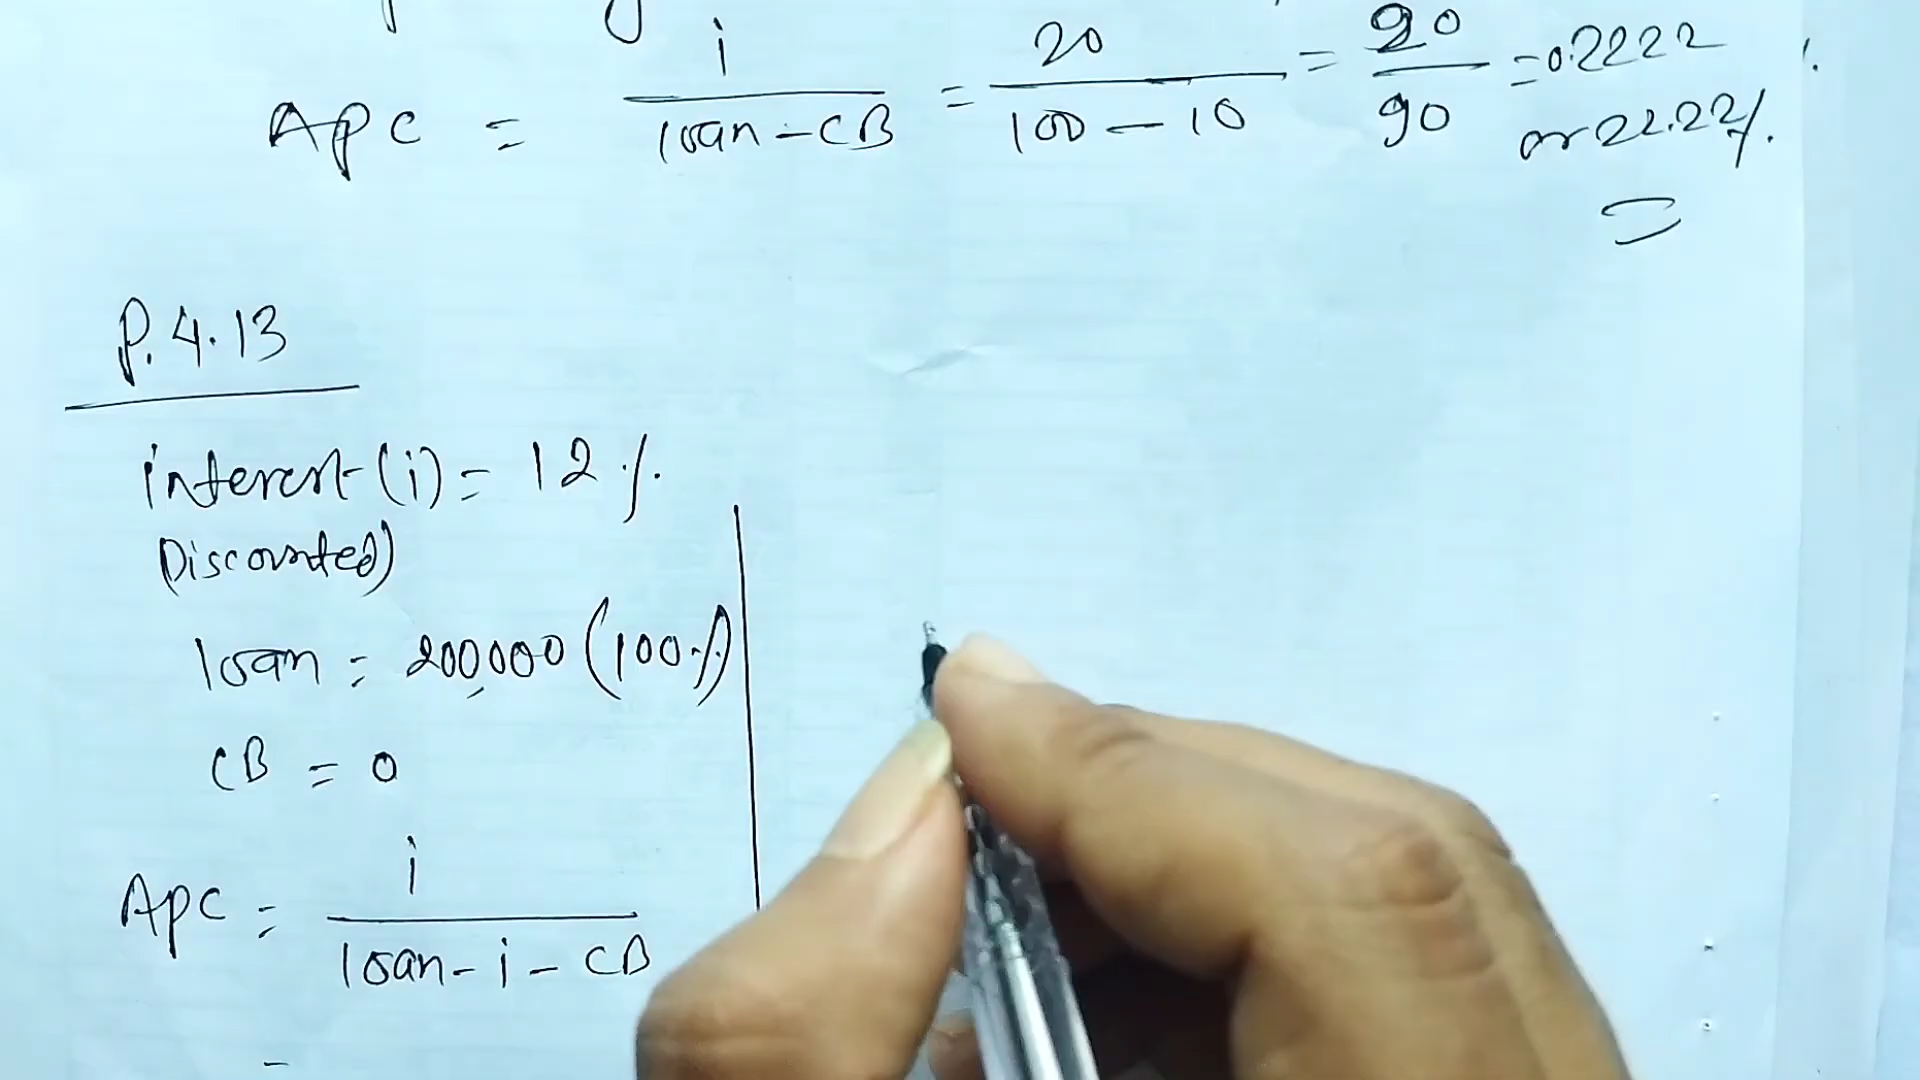 APC = i / loan - CB = 20 / 100 - 10 = 20 / 90 = 0.2222
or 22.22%.
P. 4.13
interest (i) = 12%.
Discounted)
loan = 200,000 (100%)
CB = 0
APC = i / loan - i - CB
=